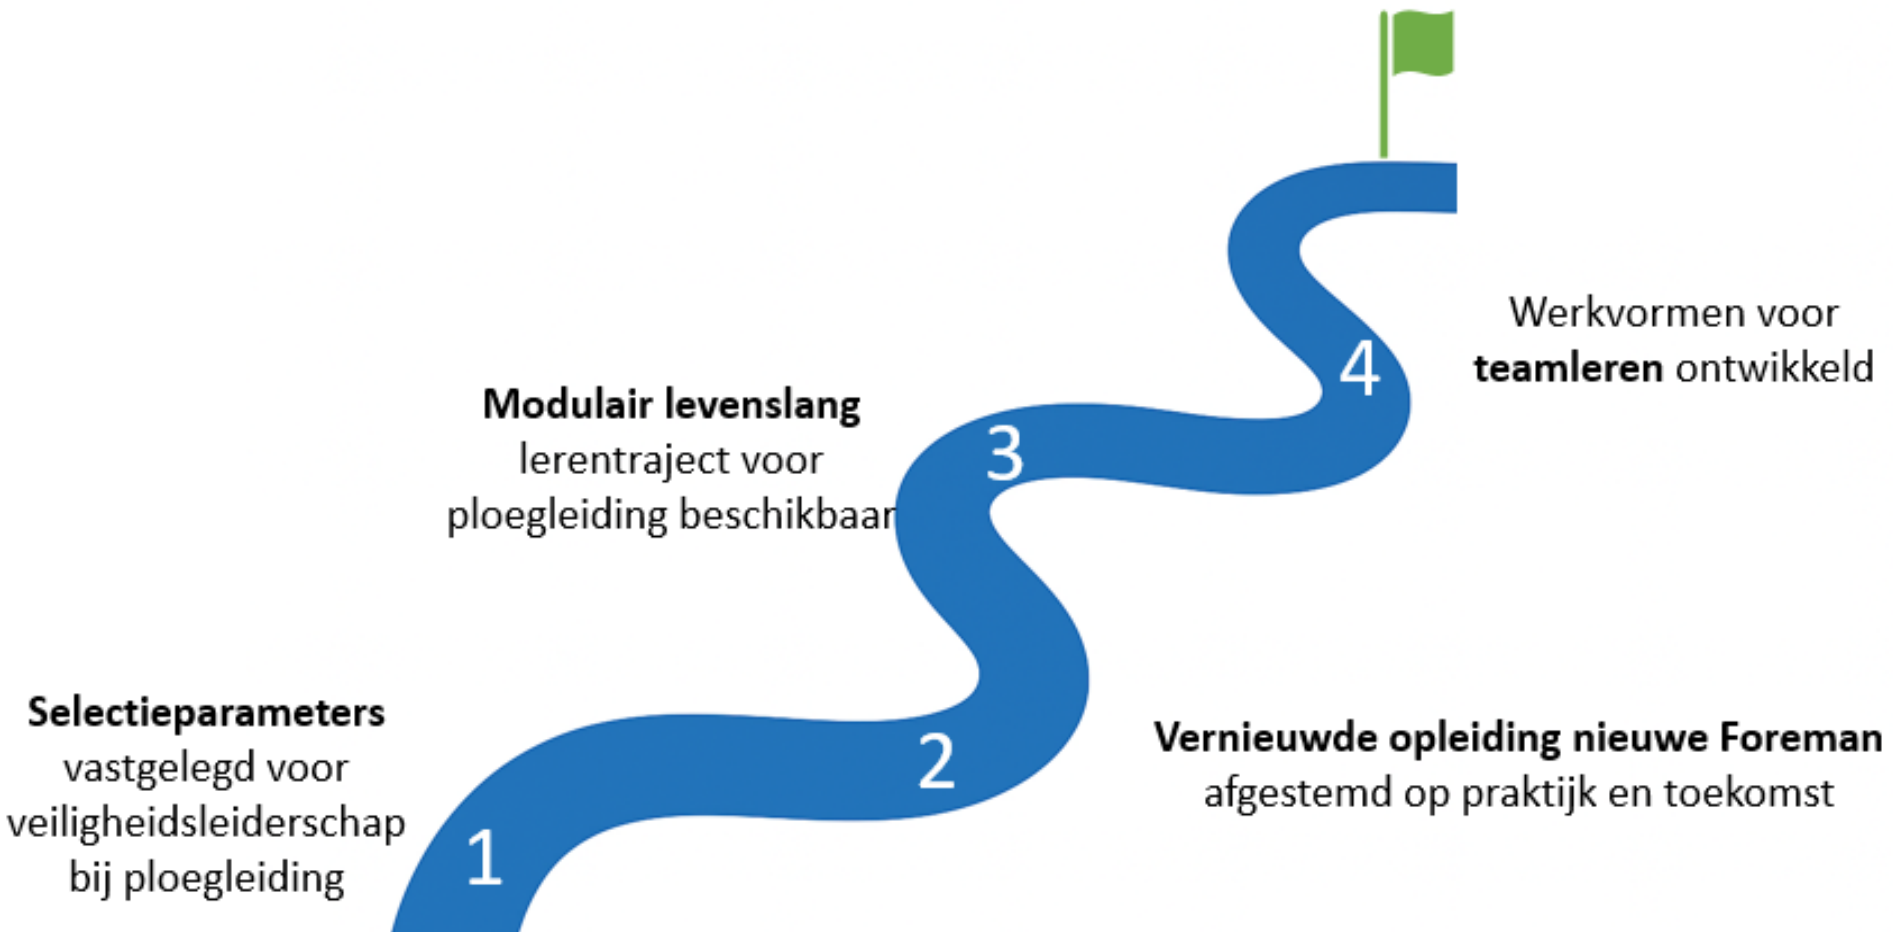 1
Selectieparameters
vastgelegd voor
veiligheidsleiderschap
bij ploegleiding
2
Vernieuwde opleiding nieuwe Foreman
afgestemd op praktijk en toekomst
3
Modulair levenslang
lerentraject voor
ploegleiding beschikbaar
4
Werkvormen voor
teamleren ontwikkeld